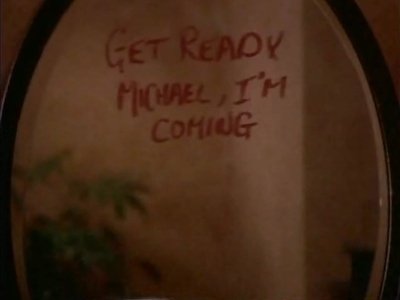 GET READY
MICHAEL, I'M
COMING